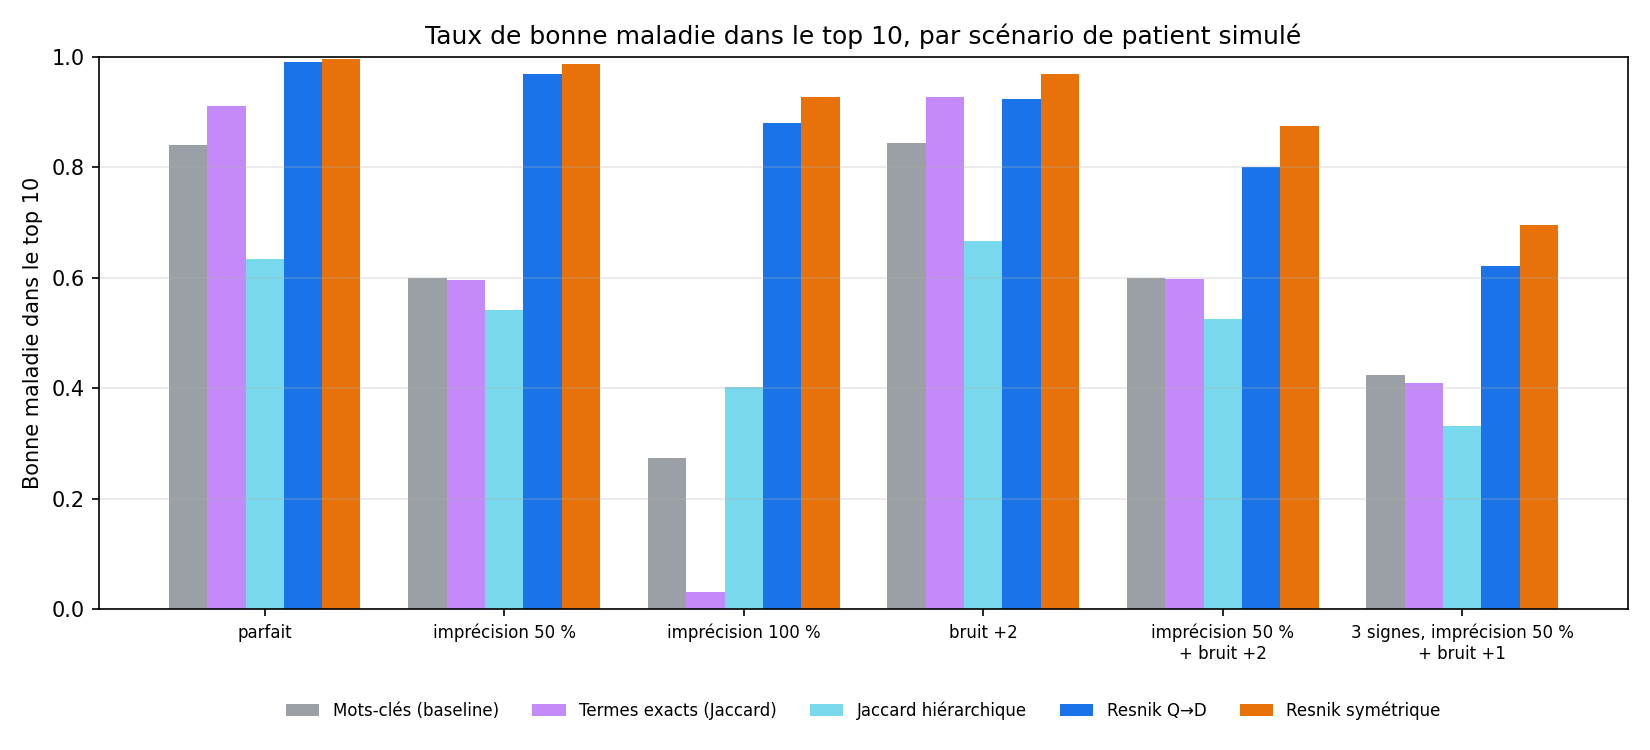 Taux de bonne maladie dans le top 10, par scénario de patient simulé
Bonne maladie dans le top 10
1.0
0.8
0.6
0.4
0.2
0.0
parfait
imprécision 50 %
imprécision 100 %
bruit +2
imprécision 50 %
+ bruit +2
3 signes, imprécision 50 %
+ bruit +1
Mots-clés (baseline)
Termes exacts (Jaccard)
Jaccard hiérarchique
Resnik Q→D
Resnik symétrique